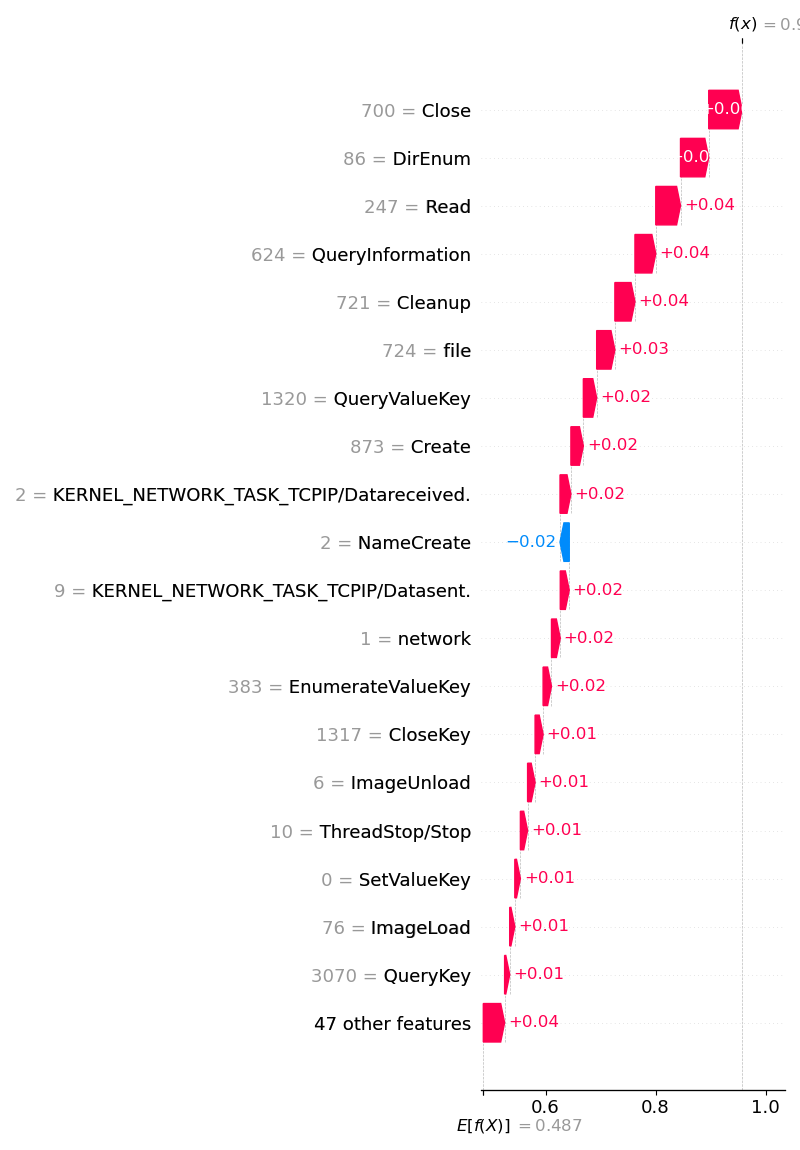 f(x) = 0.9
700 = Close +0.0
86 = DirEnum +0.0
247 = Read +0.04
624 = QueryInformation +0.04
721 = Cleanup +0.04
724 = file +0.03
1320 = QueryValueKey +0.02
873 = Create +0.02
2 = KERNEL_NETWORK_TASK_TCPIP/Datareceived. +0.02
2 = NameCreate −0.02
9 = KERNEL_NETWORK_TASK_TCPIP/Datasent. +0.02
1 = network +0.02
383 = EnumerateValueKey +0.02
1317 = CloseKey +0.01
6 = ImageUnload +0.01
10 = ThreadStop/Stop +0.01
0 = SetValueKey +0.01
76 = ImageLoad +0.01
3070 = QueryKey +0.01
47 other features +0.04
0.6 0.8 1.0
E[f(X)] = 0.487